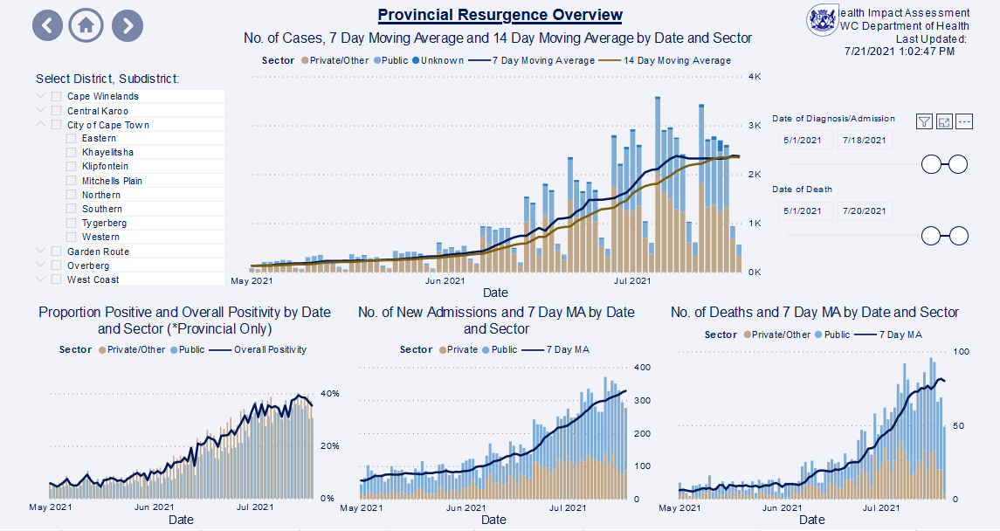 Provincial Resurgence Overview
ealth Impact Assessment
WC Department of Health
Last Updated:
7/21/2021 1:02:47 PM
No. of Cases, 7 Day Moving Average and 14 Day Moving Average by Date and Sector
Sector Private/Other Public Unknown 7 Day Moving Average 14 Day Moving Average
4K
3K
2K
1K
0K
May 2021 Jun 2021 Jul 2021
Date
Select District, Subdistrict:
Cape Winelands
Central Karoo
City of Cape Town
Eastern
Khayelitsha
Klipfontein
Mitchells Plain
Northern
Southern
Tygerberg
Western
Garden Route
Overberg
West Coast
Date of Diagnosis/Admission
5/1/2021 7/18/2021
Date of Death
5/1/2021 7/20/2021
Proportion Positive and Overall Positivity by Date
and Sector (*Provincial Only)
Sector Private/Other Public Overall Positivity
40%
20%
0%
May 2021 Jun 2021 Jul 2021
Date
No. of New Admissions and 7 Day MA by Date
and Sector
Sector Private Public 7 Day MA
400
300
200
100
0
May 2021 Jun 2021 Jul 2021
Date
No. of Deaths and 7 Day MA by Date and Sector
Sector Private/Other Public 7 Day MA
100
50
0
May 2021 Jun 2021 Jul 2021
Date